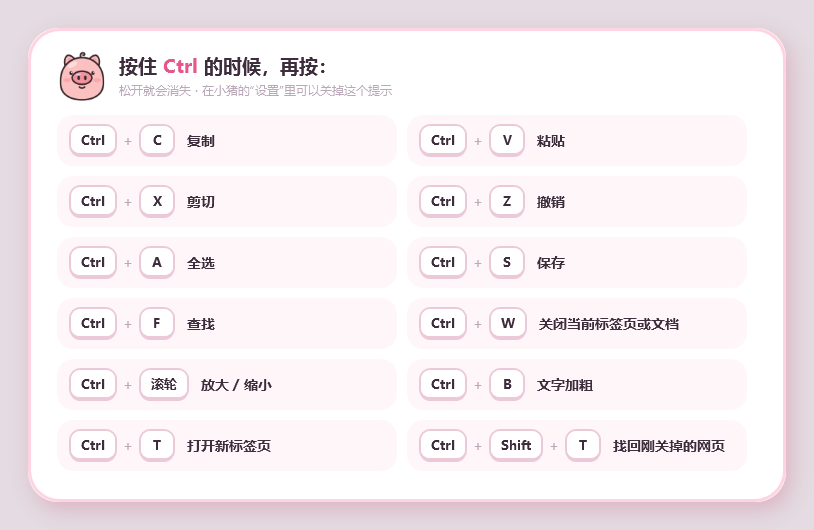 按住 Ctrl 的时候，再按：
松开就会消失 · 在小猪的“设置”里可以关掉这个提示
Ctrl + C 复制
Ctrl + V 粘贴
Ctrl + X 剪切
Ctrl + Z 撤销
Ctrl + A 全选
Ctrl + S 保存
Ctrl + F 查找
Ctrl + W 关闭当前标签页或文档
Ctrl + 滚轮 放大 / 缩小
Ctrl + B 文字加粗
Ctrl + T 打开新标签页
Ctrl + Shift + T 找回刚关掉的网页